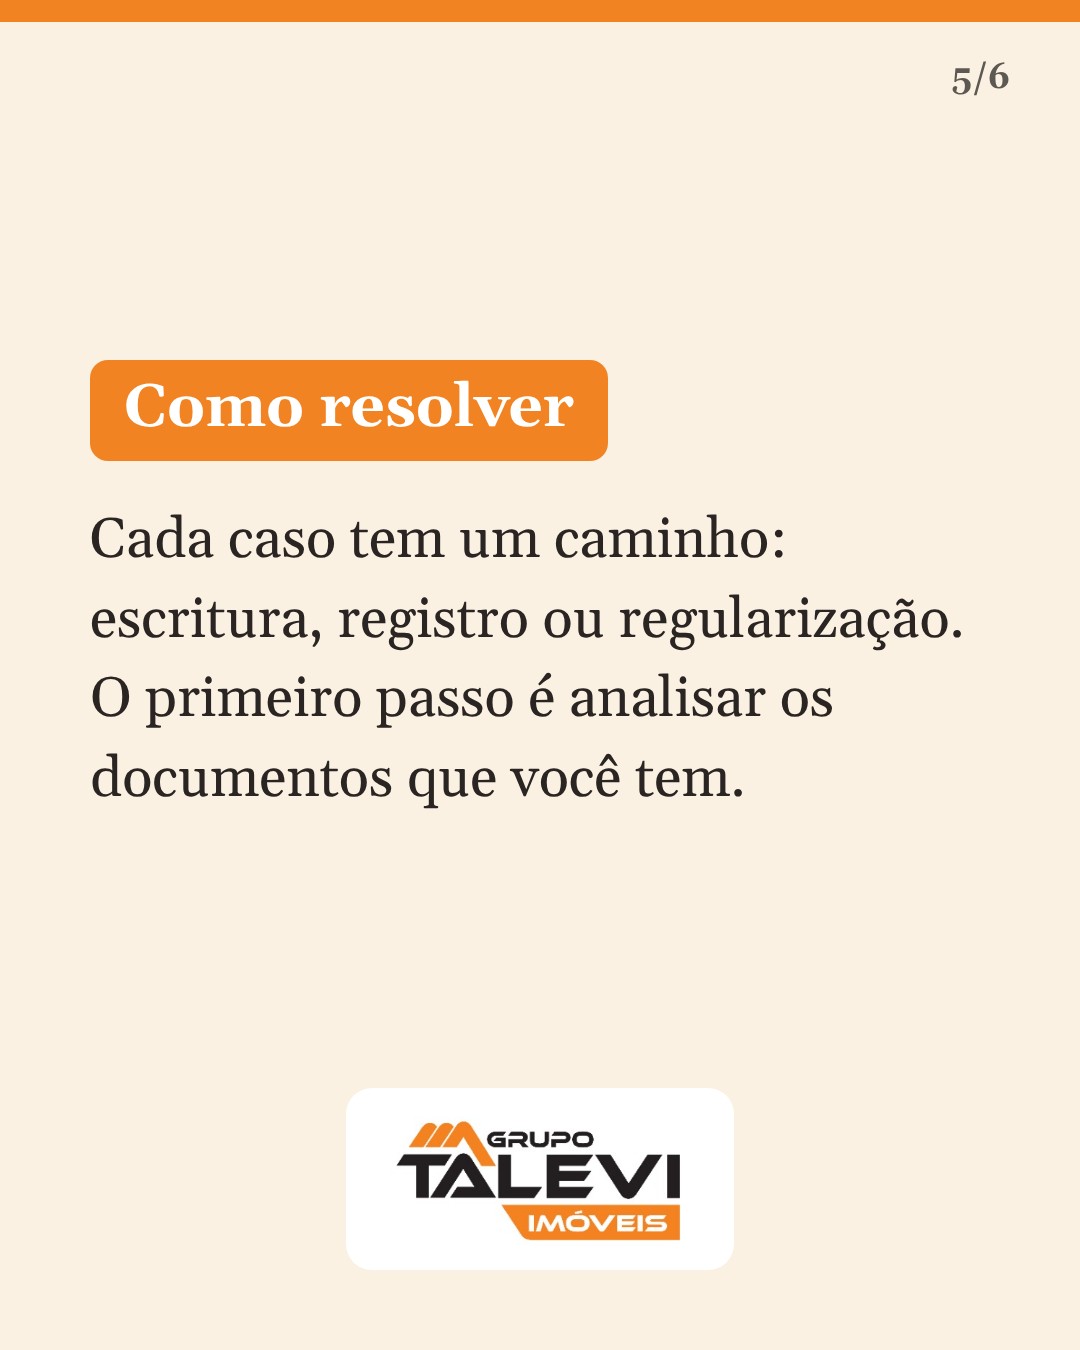 5/6
Como resolver
Cada caso tem um caminho:
escritura, registro ou regularização.
O primeiro passo é analisar os
documentos que você tem.
GRUPO
TALEVI
IMÓVEIS